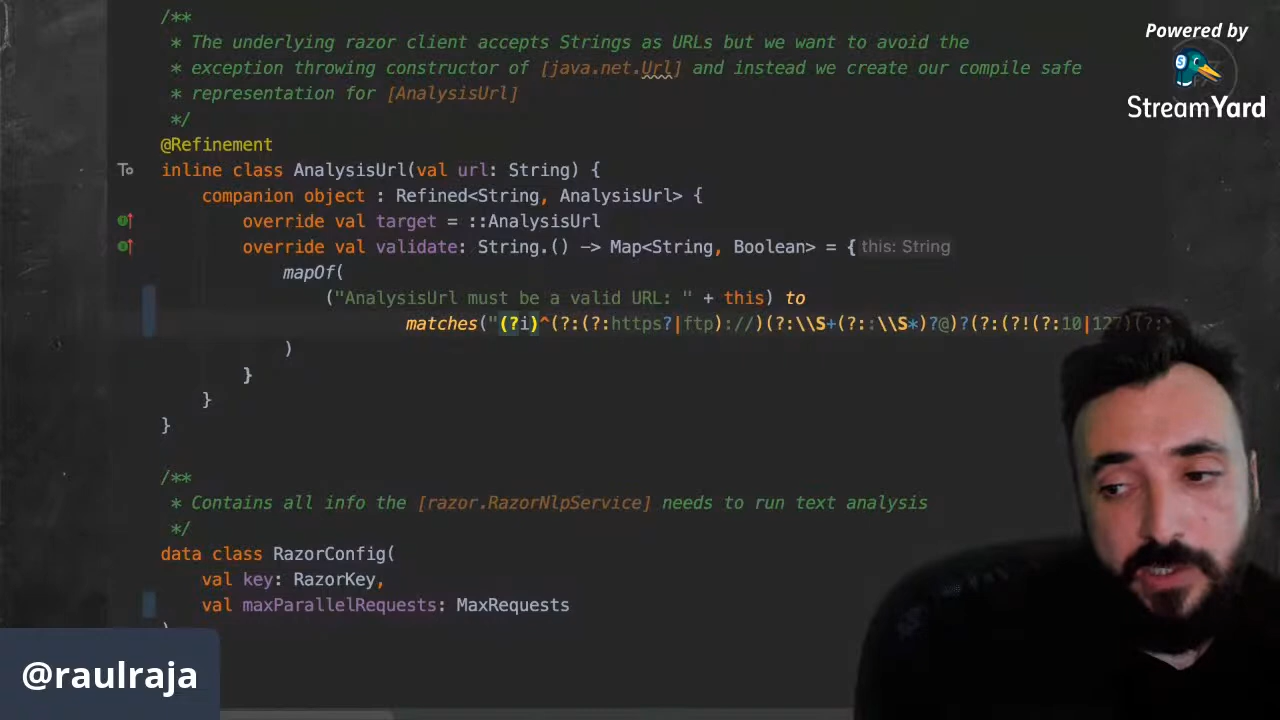 /**
* The underlying razor client accepts Strings as URLs but we want to avoid the
* exception throwing constructor of [java.net.Url] and instead we create our compile safe
* representation for [AnalysisUrl]
*/
@Refinement
inline class AnalysisUrl(val url: String) {
companion object : Refined<String, AnalysisUrl> {
override val target = ::AnalysisUrl
override val validate: String.() -> Map<String, Boolean> = { this: String
mapOf(
("AnalysisUrl must be a valid URL: " + this) to
matches("(?i)^(?:(?:https?|ftp)://)(?:\\S+(?::\\S*)?@)?(?:(?!(?:10|127)(?:
)
}
}
}
/**
* Contains all info the [razor.RazorNlpService] needs to run text analysis
*/
data class RazorConfig(
val key: RazorKey,
val maxParallelRequests: MaxRequests
)
Powered by
StreamYard
@raulraja